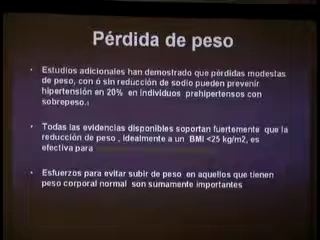 Pérdida de peso
• Estudios adicionales han demostrado que pérdidas modestas
de peso, con ó sin reducción de sodio pueden prevenir
hipertensión en 20% en individuos prehipertensos con
sobrepeso.
• Todas las evidencias disponibles soportan fuertemente que la
reducción de peso , idealmente a un BMI <25 kg/m2, es
efectiva para
• Esfuerzos para evitar subir de peso en aquellos que tienen
peso corporal normal son sumamente importantes